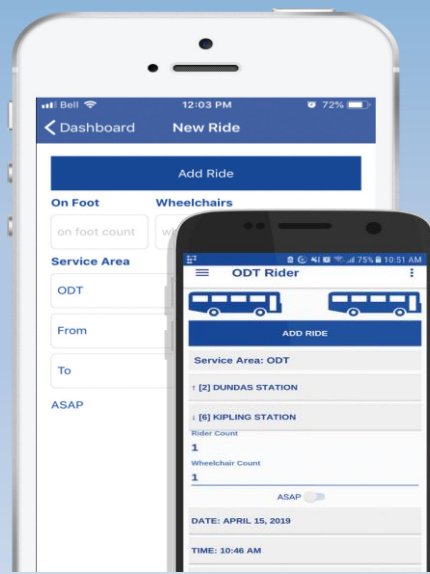 Bell 12:03 PM 72%
Dashboard New Ride
Add Ride
On Foot Wheelchairs
on foot count
Service Area
ODT
From
To
ASAP
75% 10:51 AM
ODT Rider
ADD RIDE
Service Area: ODT
↑ [2] DUNDAS STATION
↓ [6] KIPLING STATION
Rider Count
1
Wheelchair Count
1
ASAP
DATE: APRIL 15, 2019
TIME: 10:46 AM